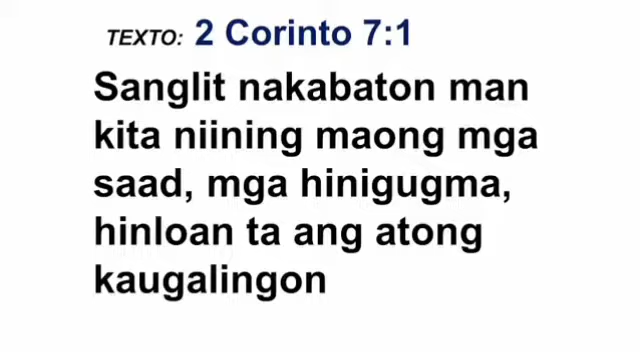 TEXTO: 2 Corinto 7:1
Sanglit nakabaton man
kita niining maong mga
saad, mga hinigugma,
hinloan ta ang atong
kaugalingon